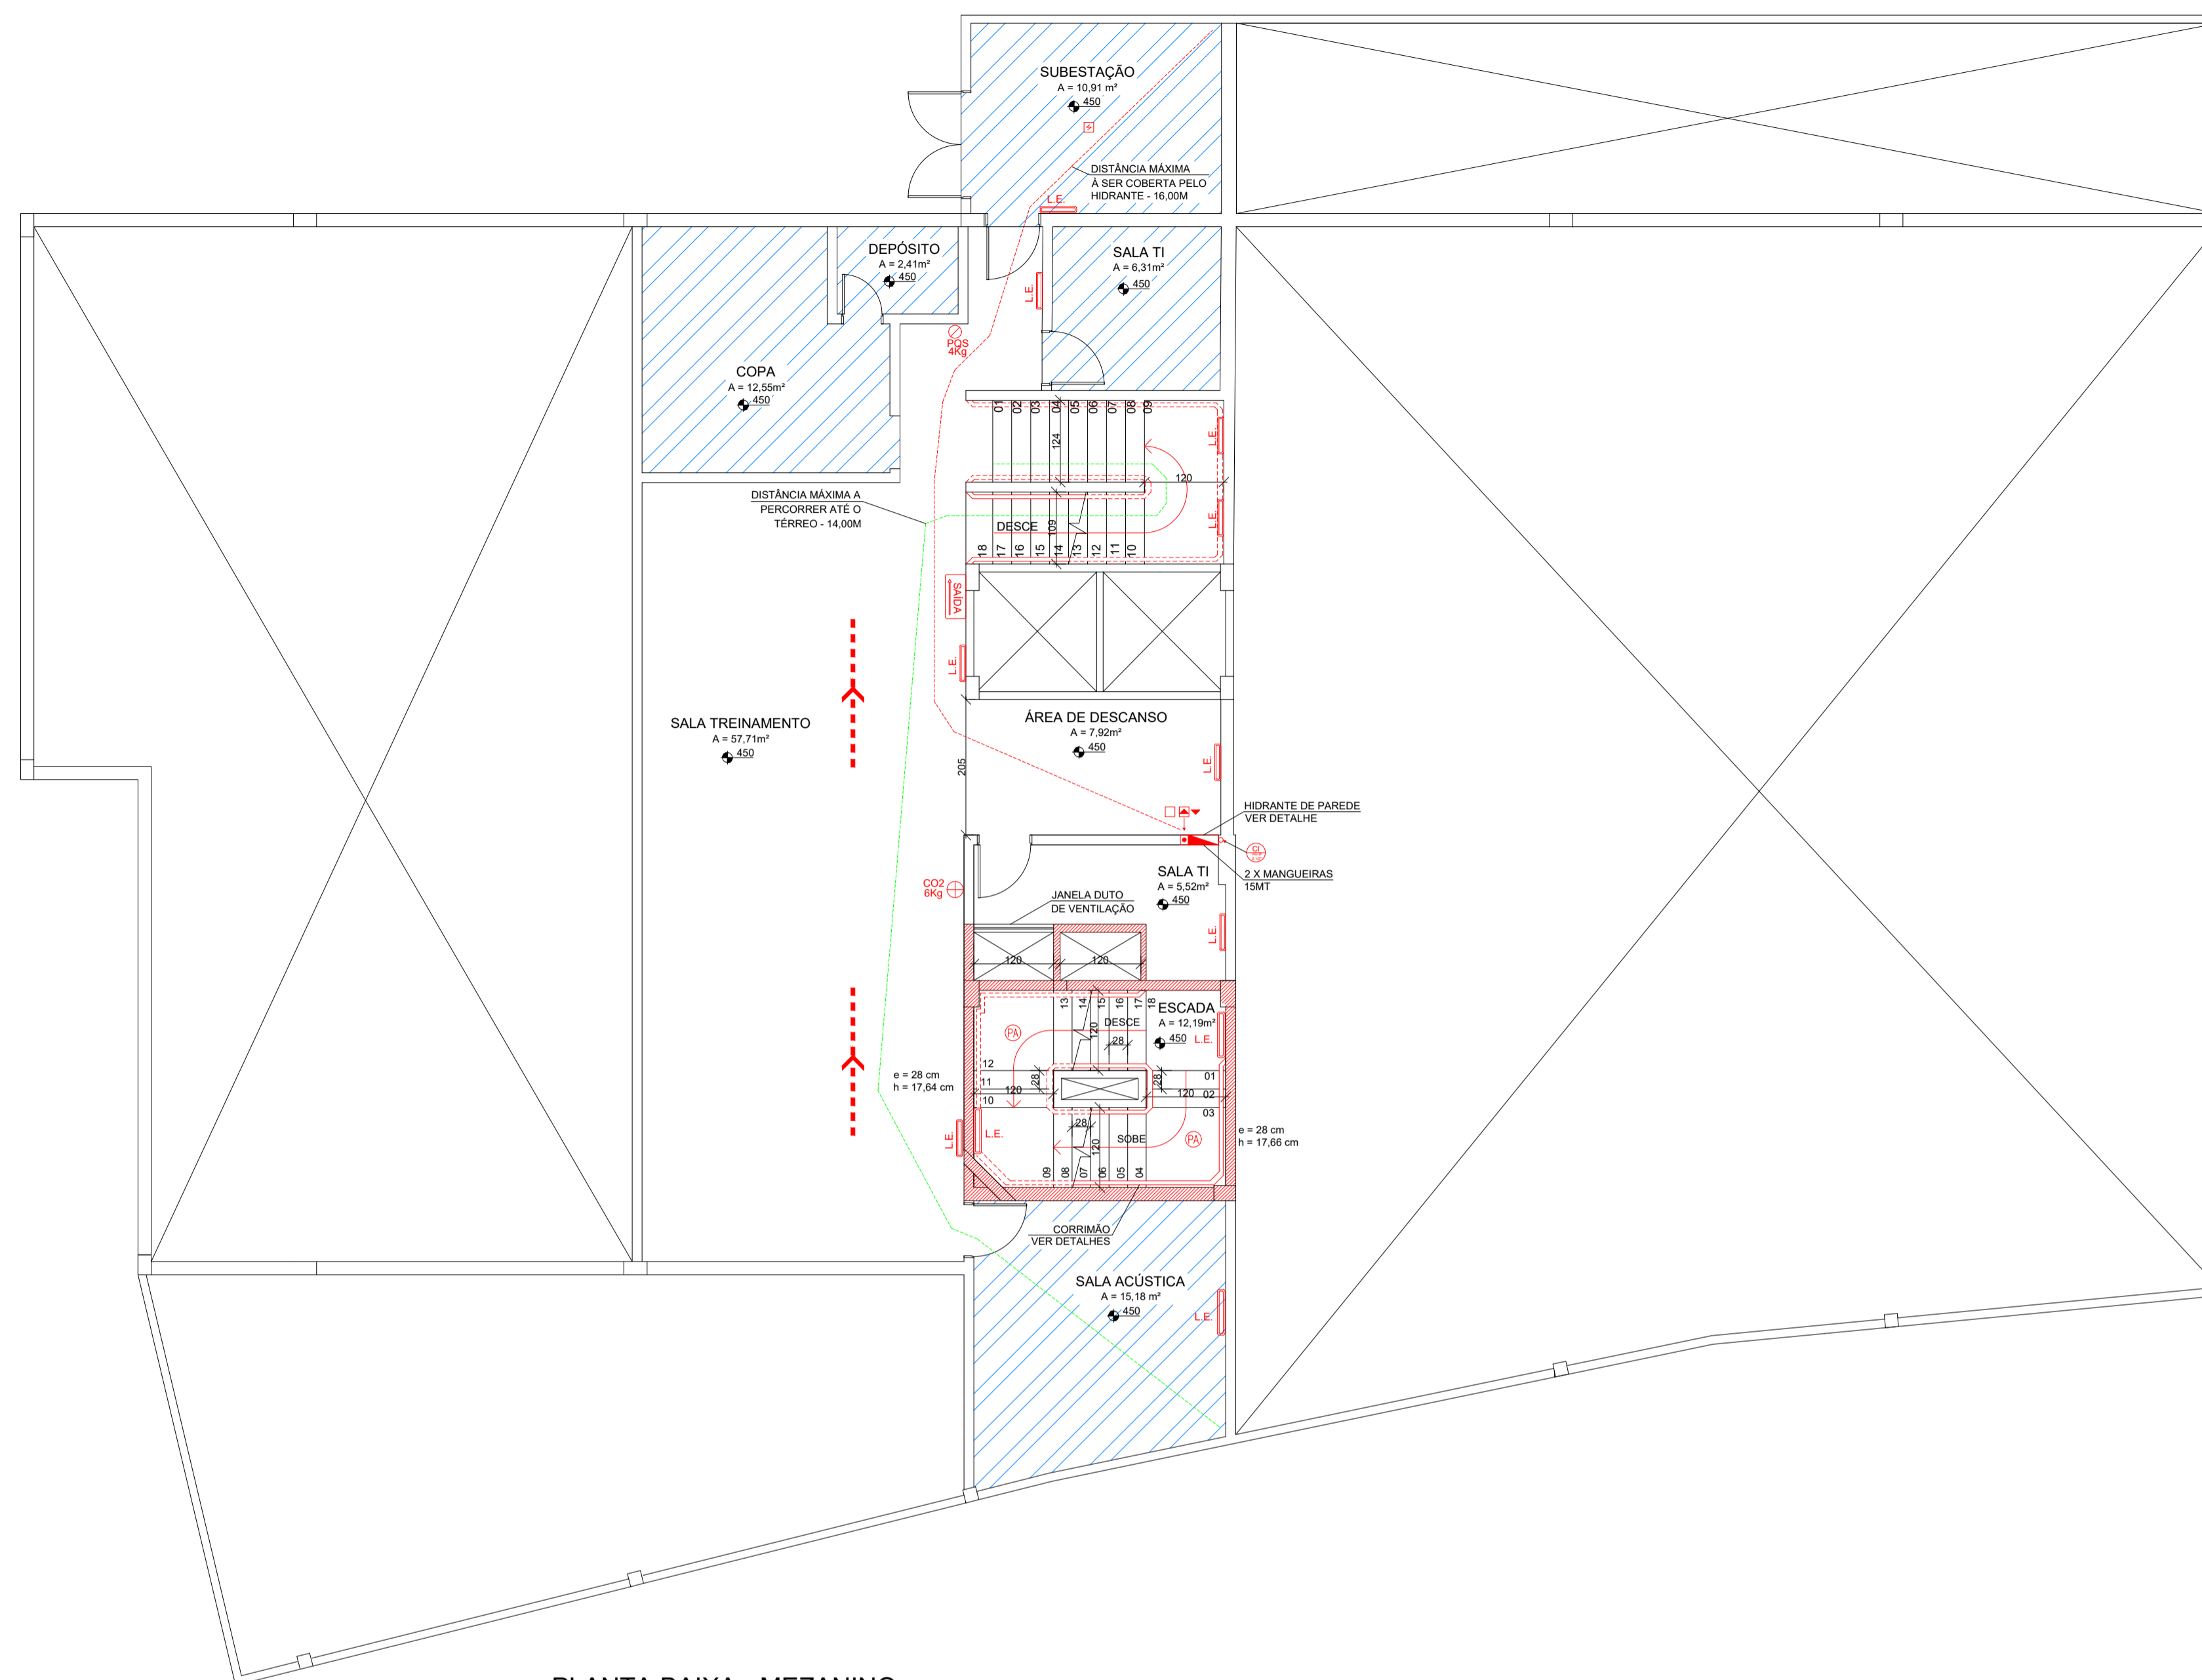 SUBESTAÇÃO
A = 10,91 m²
450
DISTÂNCIA MÁXIMA
À SER COBERTA PELO
HIDRANTE - 16,00M
L.E.
DEPÓSITO
A = 2,41m²
450
SALA TI
A = 6,31m²
450
L.E.
PQS
4Kg
COPA
A = 12,55m²
450
01
02
03
04
05
06
07
08
09
L.E.
124
120
DISTÂNCIA MÁXIMA A
PERCORRER ATÉ O
TÉRREO - 14,00M
DESCE
109
L.E.
18
17
16
15
14
13
12
11
10
SAÍDA
L.E.
SALA TREINAMENTO
A = 57,71m²
450
ÁREA DE DESCANSO
A = 7,92m²
450
205
L.E.
HIDRANTE DE PAREDE
VER DETALHE
CI
2 X MANGUEIRAS
15MT
SALA TI
A = 5,52m²
450
CO2
6Kg
JANELA DUTO
DE VENTILAÇÃO
L.E.
120
120
13
14
15
16
17
18
ESCADA
A = 12,19m²
450
L.E.
DESCE
PA
120
28
e = 28 cm
h = 17,64 cm
12
11
10
120
28
28
120
01
02
03
28
120
SOBE
PA
L.E.
L.E.
e = 28 cm
h = 17,66 cm
09
08
07
06
05
04
CORRIMÃO
VER DETALHES
SALA ACÚSTICA
A = 15,18 m²
450
L.E.
PLANTA BAIXA - MEZANINO